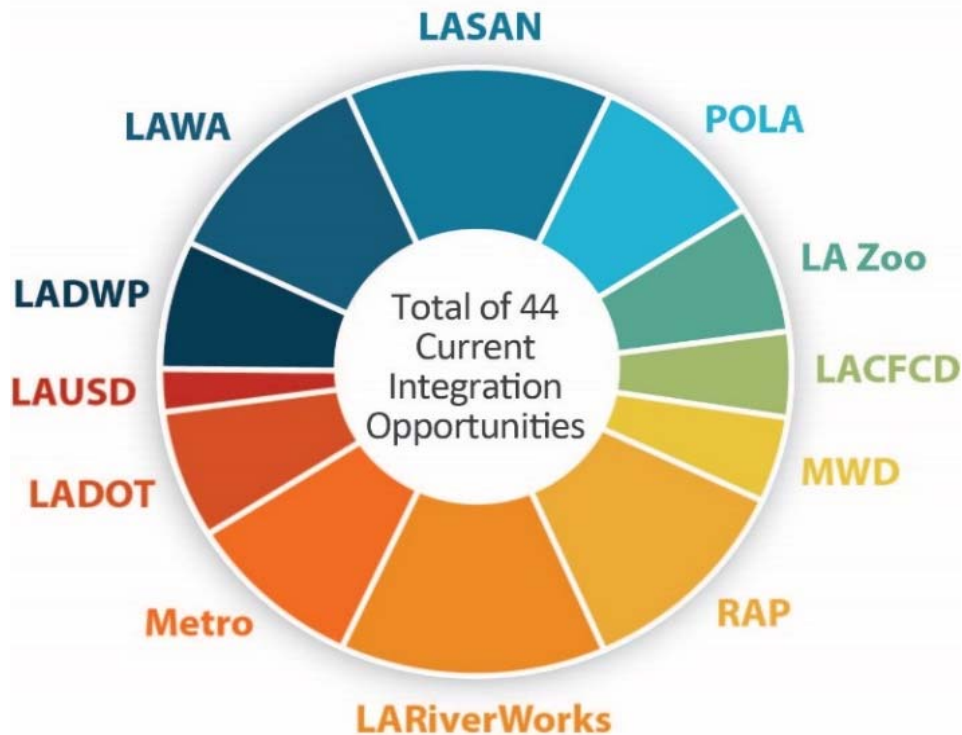 LASAN
POLA
LAWA
LA Zoo
LADWP
Total of 44
Current
Integration
Opportunities
LACFCD
LAUSD
MWD
LADOT
RAP
Metro
LARiverWorks